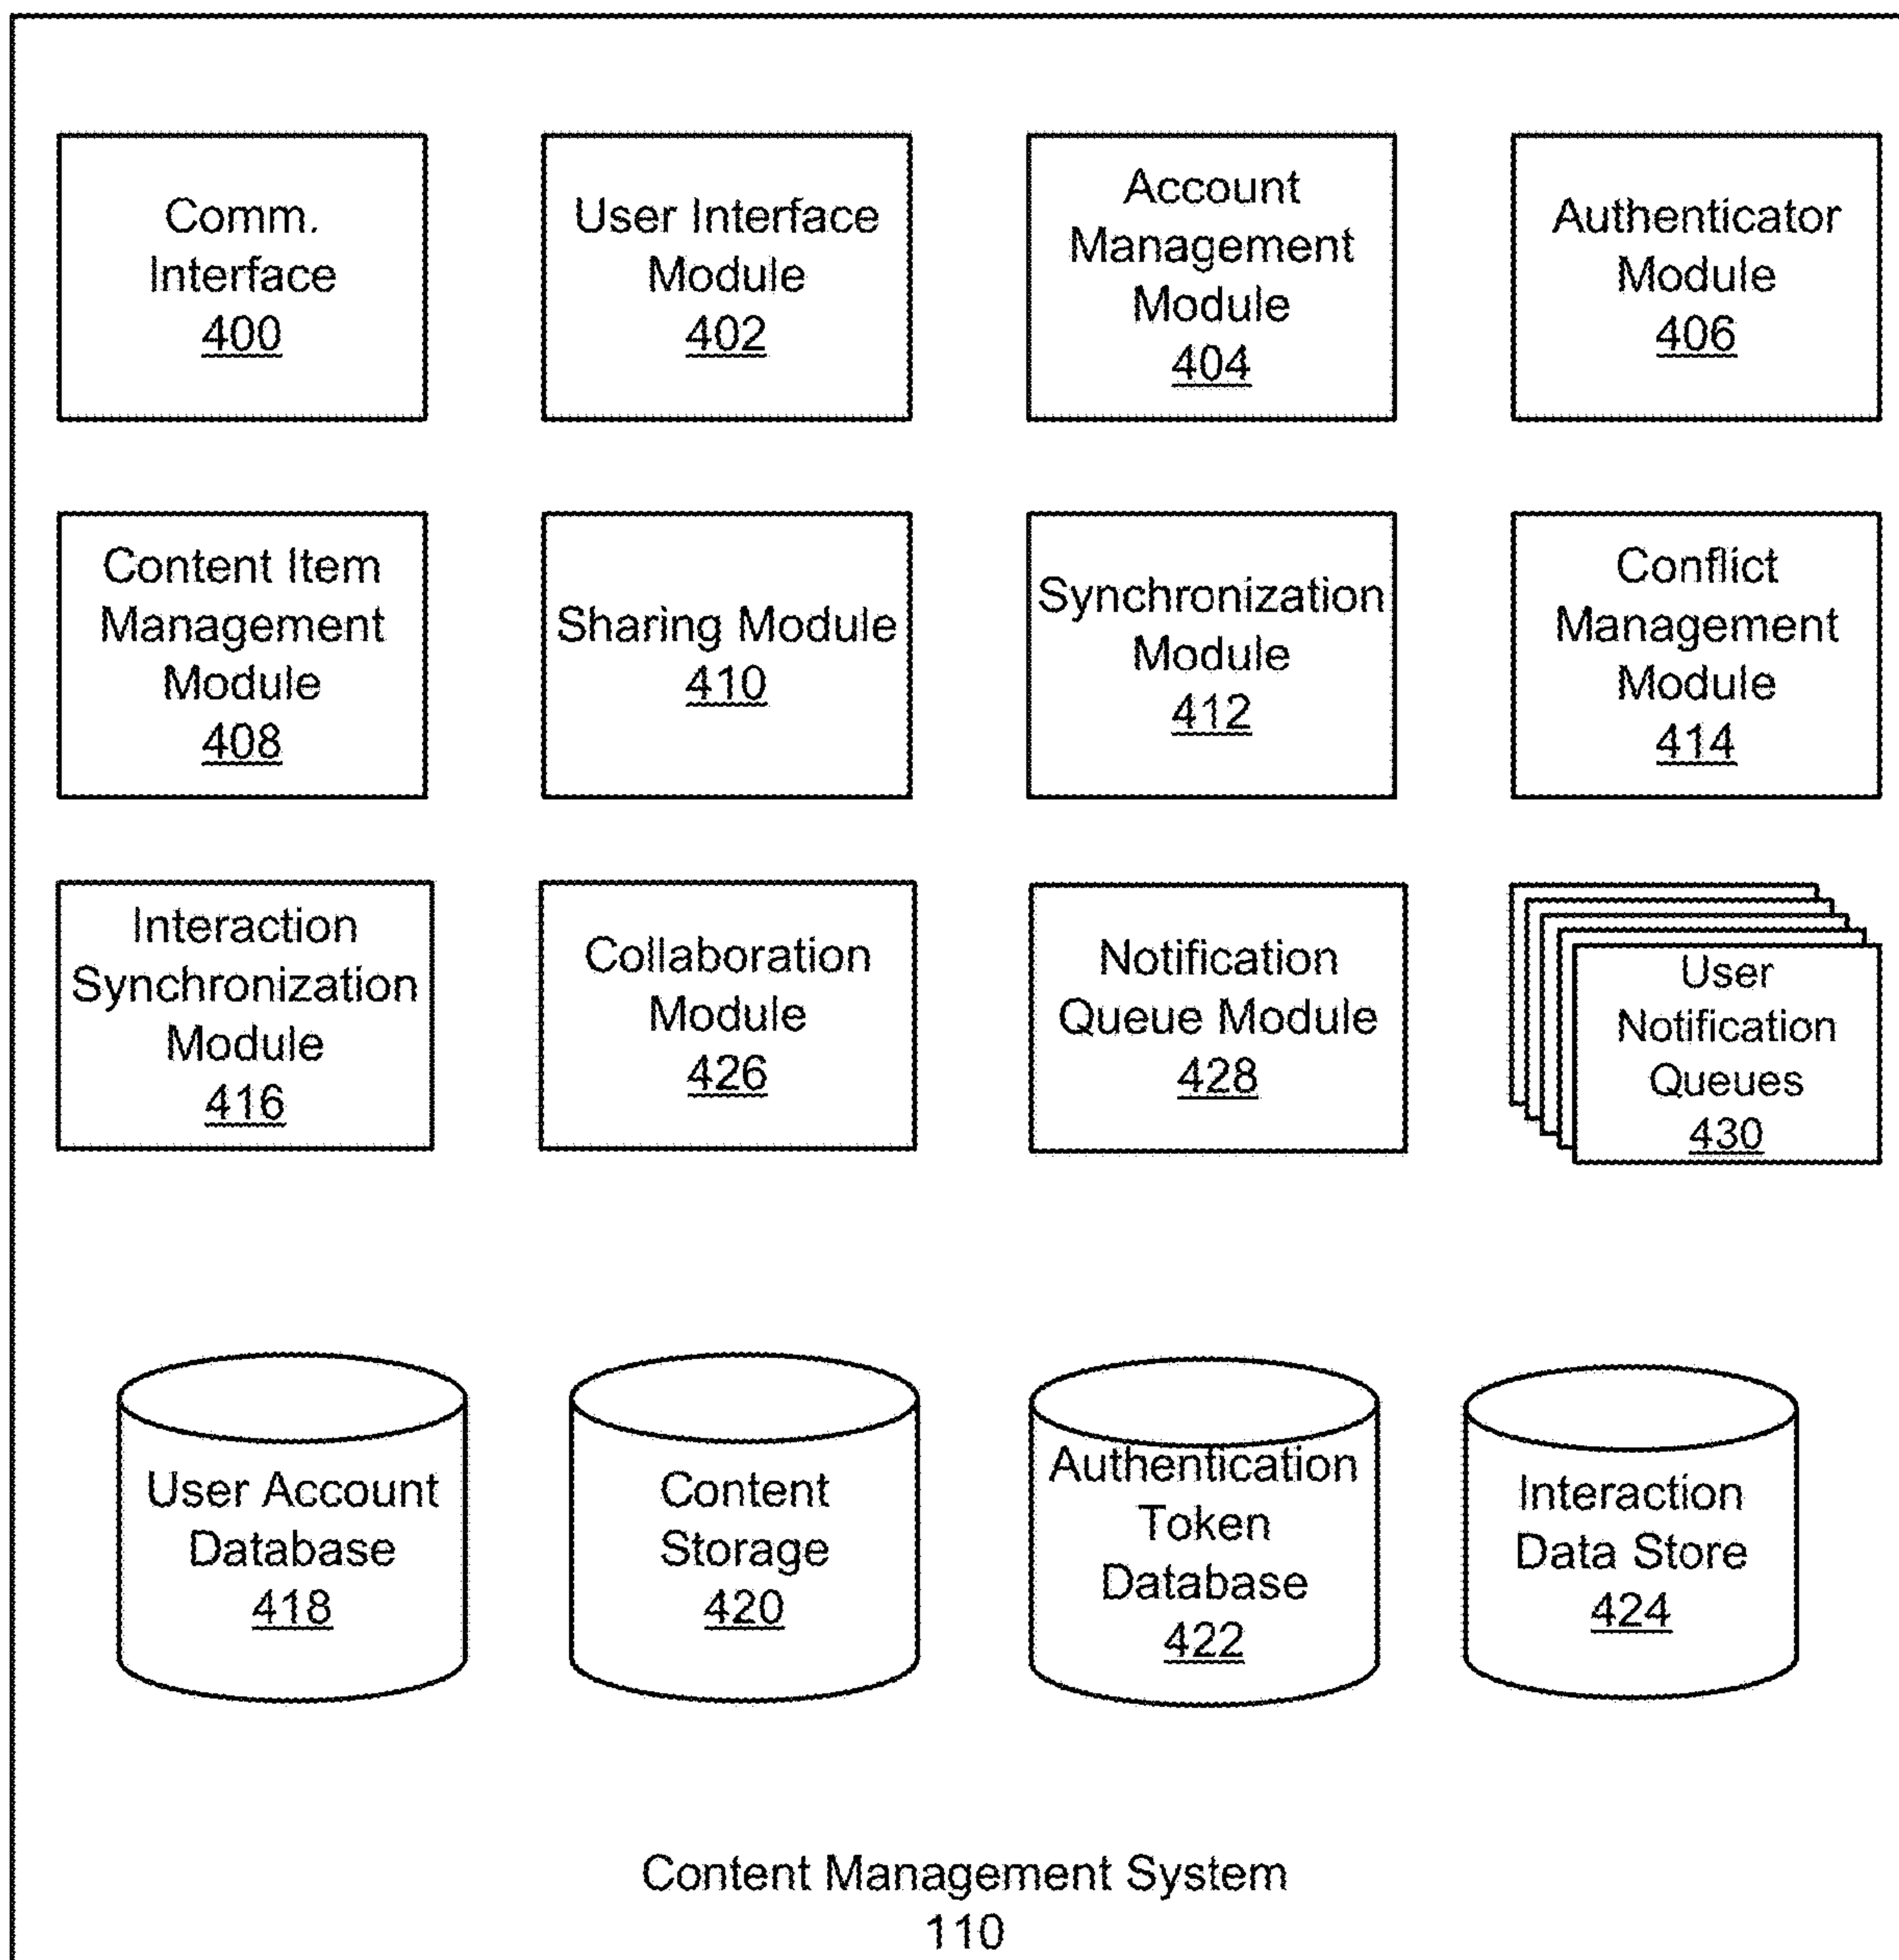 Comm.
Interface
400
User Interface
Module
402
Account
Management
Module
404
Authenticator
Module
406
Content Item
Management
Module
408
Sharing Module
410
Synchronization
Module
412
Conflict
Management
Module
414
Interaction
Synchronization
Module
416
Collaboration
Module
426
Notification
Queue Module
428
User
Notification
Queues
430
User Account
Database
418
Content
Storage
420
Authentication
Token
Database
422
Interaction
Data Store
424
Content Management System
110